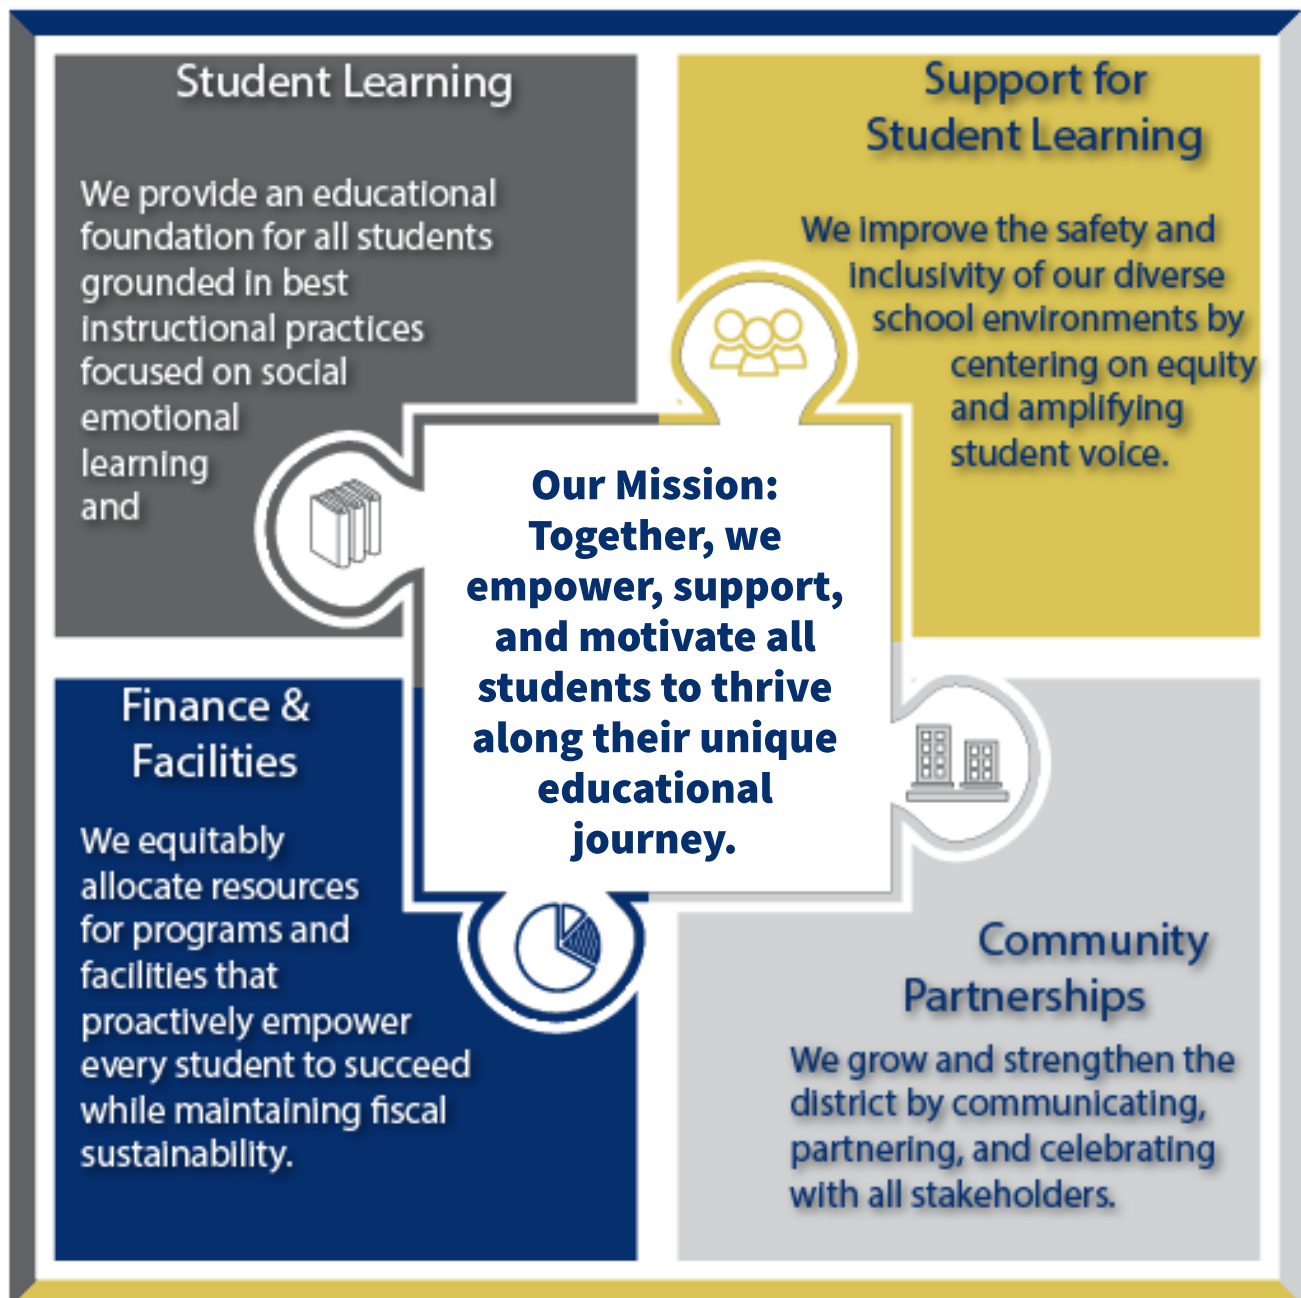 Student Learning
We provide an educational
foundation for all students
grounded in best
instructional practices
focused on social
emotional
learning
and
Support for
Student Learning
We improve the safety and
inclusivity of our diverse
school environments by
centering on equity
and amplifying
student voice.
Our Mission:
Together, we
empower, support,
and motivate all
students to thrive
along their unique
educational
journey.
Finance &
Facilities
We equitably
allocate resources
for programs and
facilities that
proactively empower
every student to succeed
while maintaining fiscal
sustainability.
Community
Partnerships
We grow and strengthen the
district by communicating,
partnering, and celebrating
with all stakeholders.